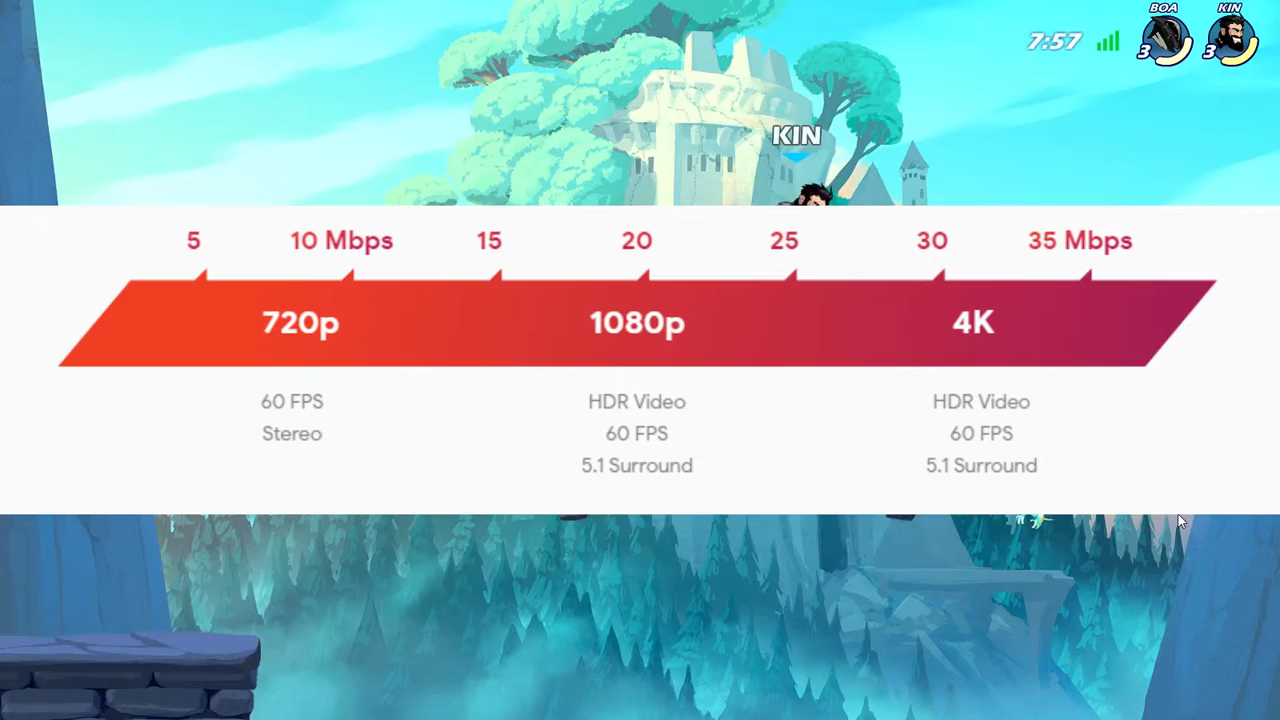 BOA KIN
7:57
3 3
KIN
5 10 Mbps 15 20 25 30 35 Mbps
720p 1080p 4K
60 FPS HDR Video HDR Video
Stereo 60 FPS 60 FPS
5.1 Surround 5.1 Surround